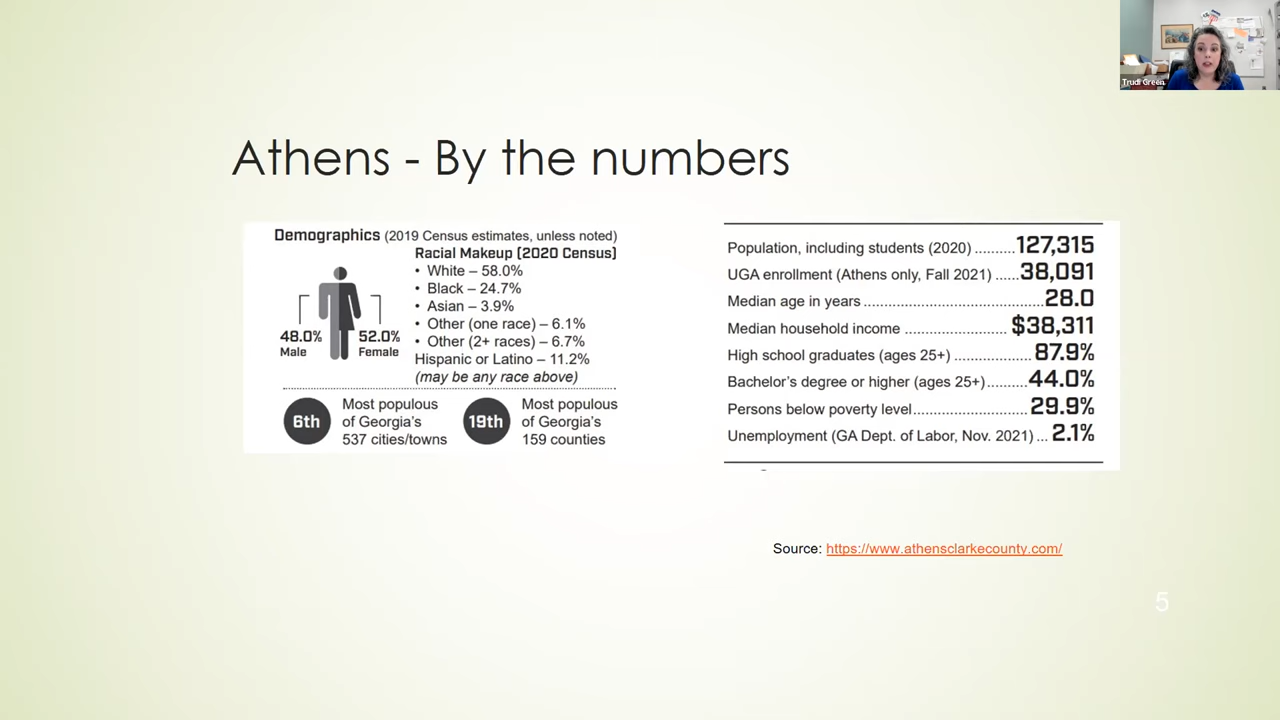 Trudi Green
Athens - By the numbers
Demographics (2019 Census estimates, unless noted)
Racial Makeup (2020 Census)
• White – 58.0%
• Black – 24.7%
• Asian – 3.9%
• Other (one race) – 6.1%
• Other (2+ races) – 6.7%
Hispanic or Latino – 11.2%
(may be any race above)
48.0%
Male
52.0%
Female
6th
Most populous
of Georgia's
537 cities/towns
19th
Most populous
of Georgia's
159 counties
Population, including students (2020) .......... 127,315
UGA enrollment (Athens only, Fall 2021) ...... 38,091
Median age in years ............................................ 28.0
Median household income ......................... $38,311
High school graduates (ages 25+) ................... 87.9%
Bachelor's degree or higher (ages 25+).......... 44.0%
Persons below poverty level............................ 29.9%
Unemployment (GA Dept. of Labor, Nov. 2021) ... 2.1%
Source: https://www.athensclarkecounty.com/
5